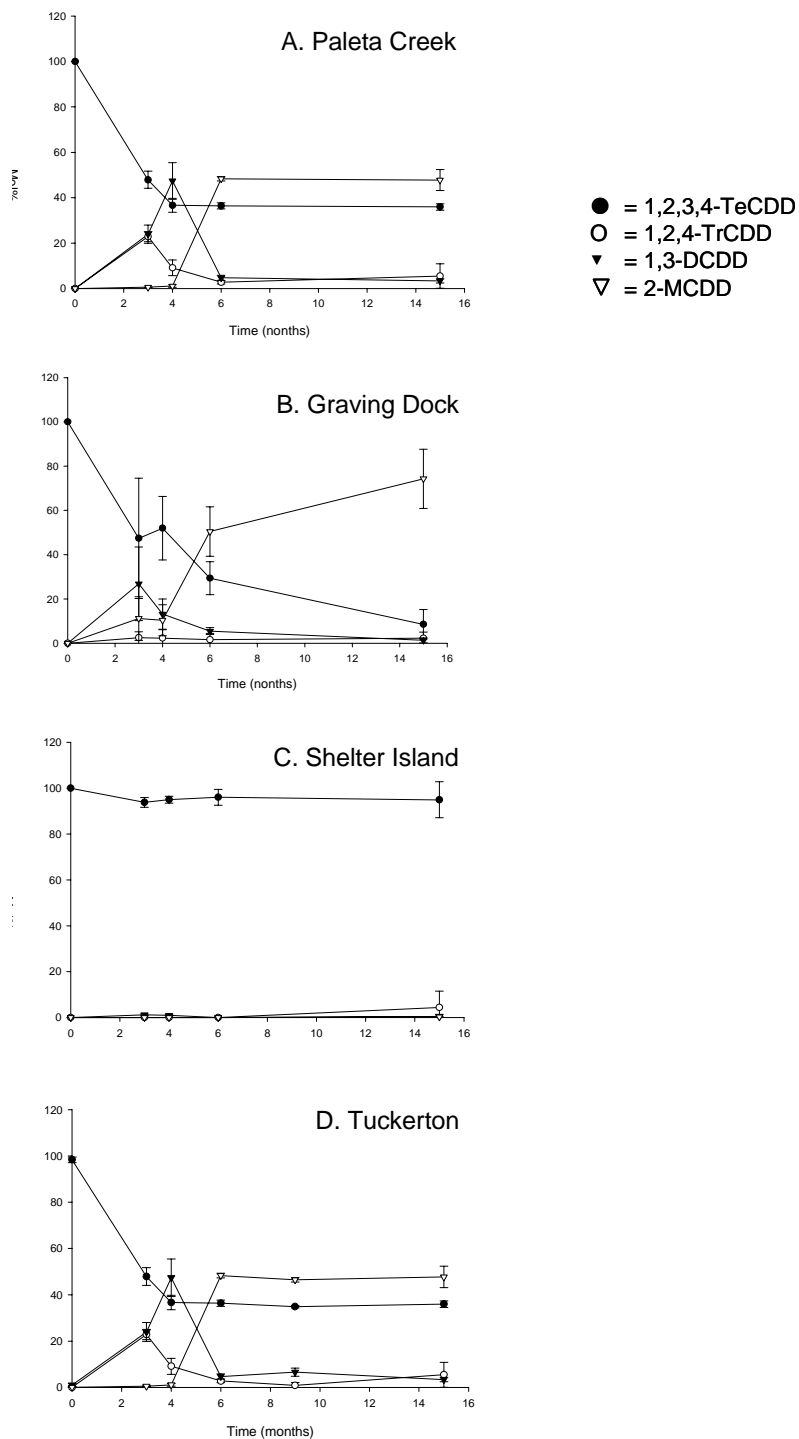 A. Paleta Creek
120
100
80
60
40
20
0
0 2 4 6 8 10 12 14 16
Time (nonths)
● = 1,2,3,4-TeCDD
O = 1,2,4-TrCDD
▼ = 1,3-DCDD
▽ = 2-MCDD
B. Graving Dock
120
100
80
60
40
20
0
0 2 4 6 8 10 12 14 16
Time (nonths)
C. Shelter Island
120
100
80
60
40
20
0
0 2 4 6 8 10 12 14 16
D. Tuckerton
120
100
80
60
40
20
0
0 2 4 6 8 10 12 14 16
Time (months)